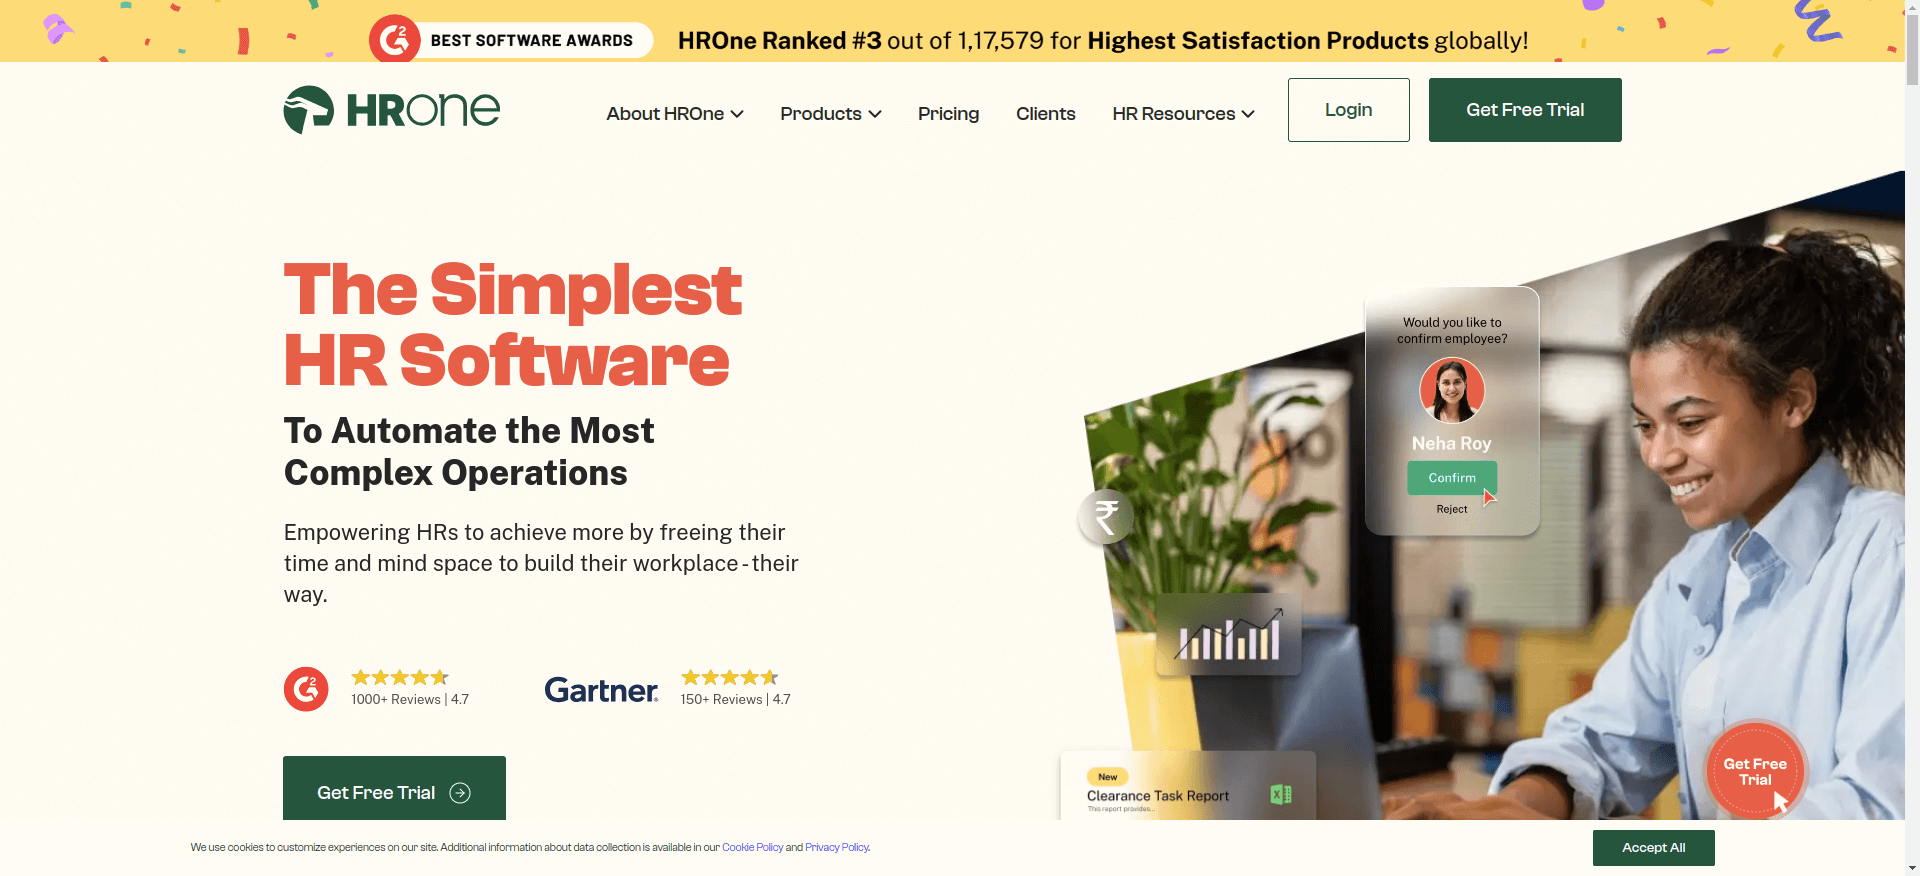 G2 BEST SOFTWARE AWARDS HROne Ranked #3 out of 1,17,579 for Highest Satisfaction Products globally!
HRONE
About HROne Products Pricing Clients HR Resources Login Get Free Trial
The Simplest
HR Software
To Automate the Most
Complex Operations
Empowering HRs to achieve more by freeing their
time and mind space to build their workplace - their
way.
G2
1000+ Reviews | 4.7
Gartner
150+ Reviews | 4.7
Get Free Trial
Would you like to
confirm employee?
Neha Roy
Confirm
Reject
₹
New
Clearance Task Report
This report provides...
X
Get Free
Trial
We use cookies to customize experiences on our site. Additional information about data collection is available in our Cookie Policy and Privacy Policy.
Accept All